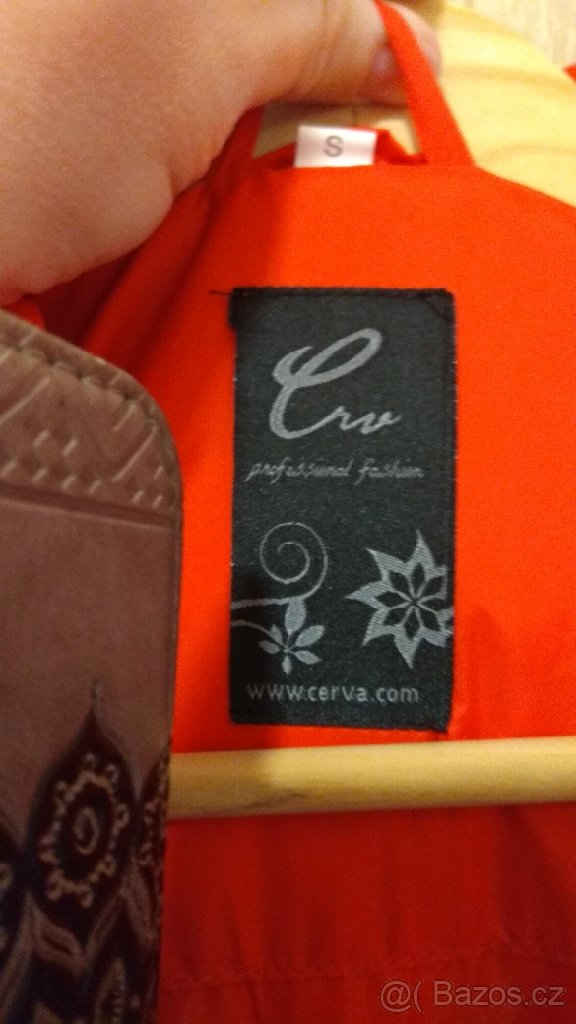 S
Crv
professional fashion
www.cerva.com
@( Bazos.cz